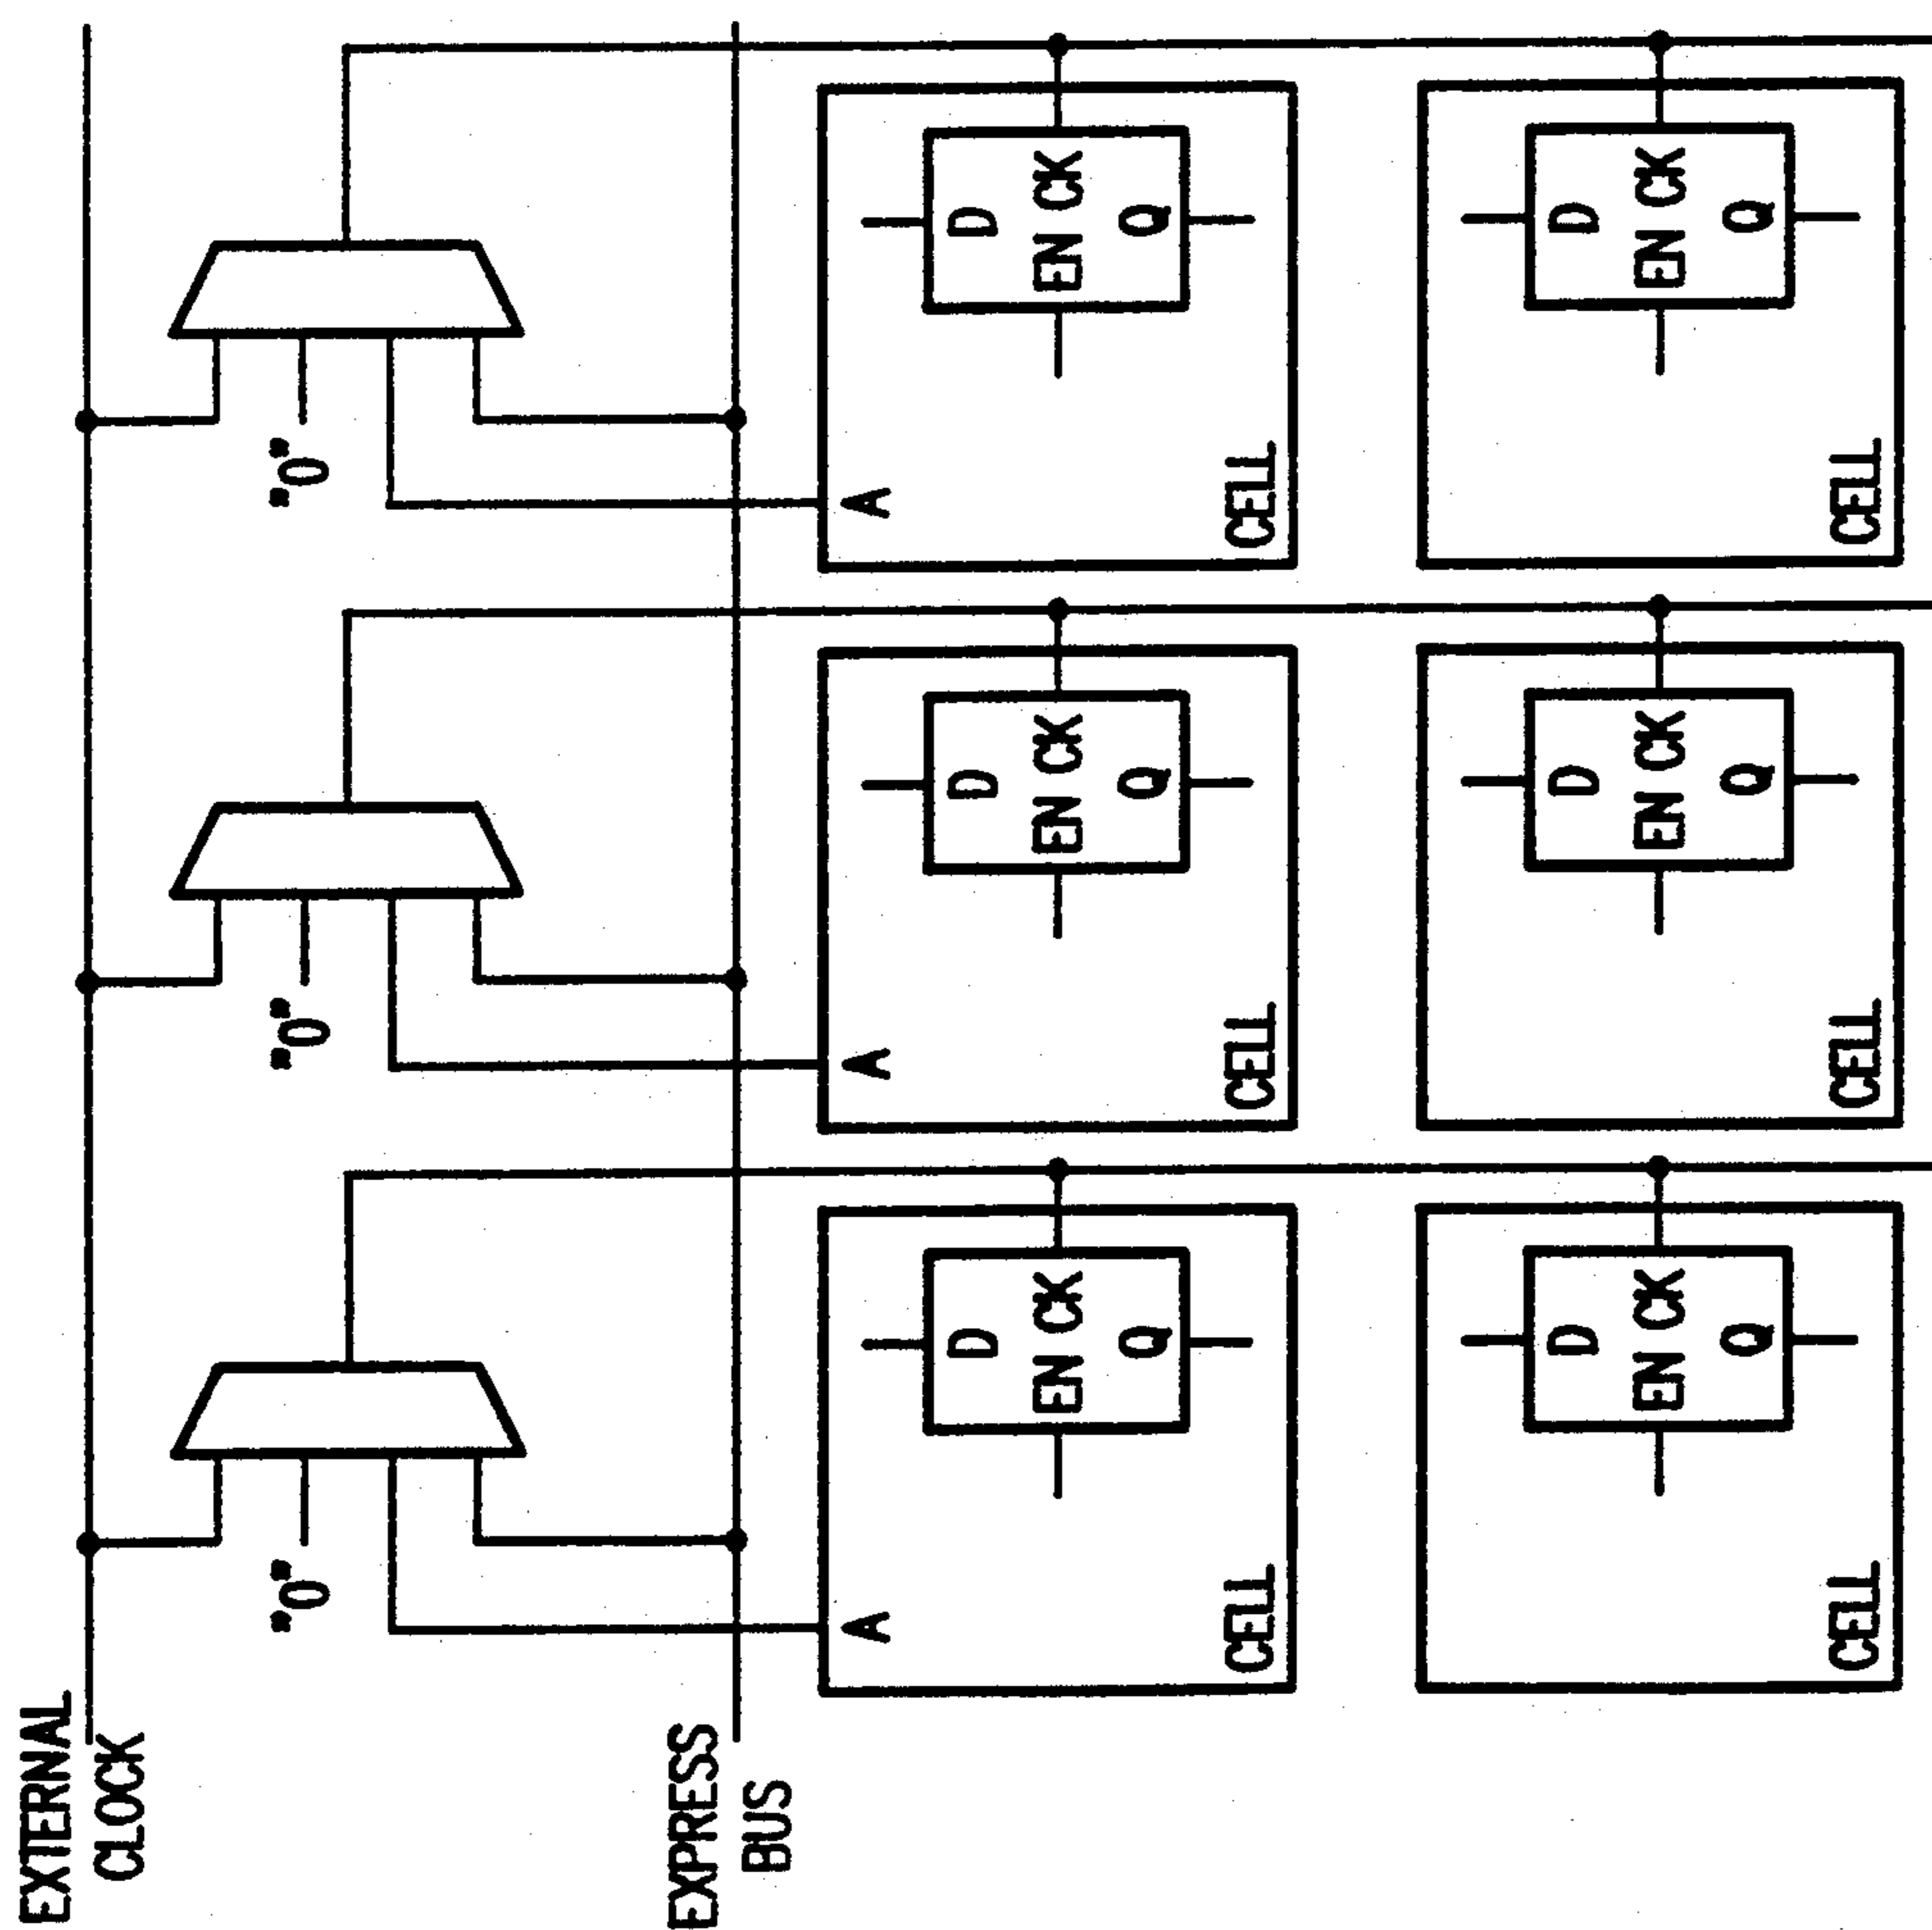 EXTERNAL
CLOCK
"0"
"0"
"0"
EXPRESS
BUS
A
D
EN CK
Q
CELL
A
D
EN CK
Q
CELL
A
D
EN CK
Q
CELL
D
EN CK
Q
CELL
D
EN CK
Q
CELL
D
EN CK
Q
CELL